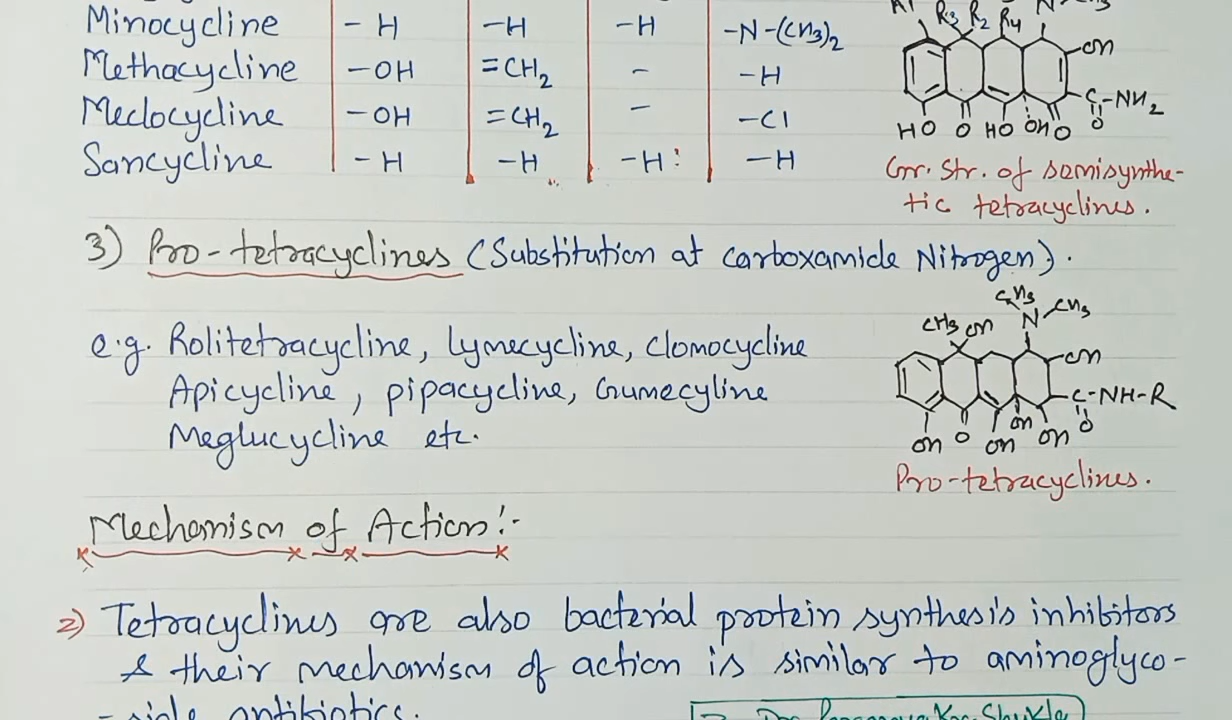 Minocycline -H -H -H -N-(CH3)2
Methacycline -OH =CH2 - -H
Meclocycline -OH =CH2 - -Cl
Sancycline -H -H -H -H
R3 R2 R4 N
OH
C-NH2
O
HO O HO OH O
Gr. Str. of semisynthe-
tic tetracyclines.
3) Pro-tetracyclines (Substitution at carboxamide Nitrogen).
e.g. Rolitetracycline, lymecycline, clomocycline
Apicycline, pipacycline, Gumecyline
Meglucycline etc.
CH3
CH3 OH N CH3
OH
C-NH-R
O
OH O OH OH OH
Pro-tetracyclines.
Mechanism of Action:-
2) Tetracyclines are also bacterial protein synthesis inhibitors
& their mechanism of action is similar to aminoglyco-
-side antibiotics.